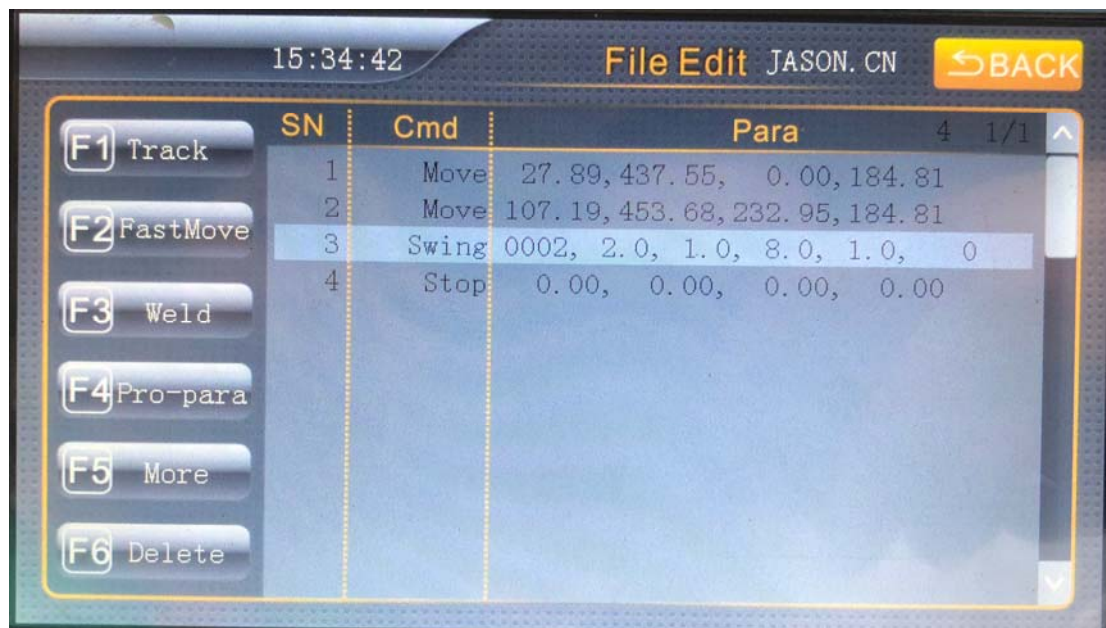 15:34:42 File Edit JASON.CN BACK
SN Cmd Para 4 1/1
F1 Track
1 Move 27.89,437.55, 0.00,184.81
2 Move 107.19,453.68,232.95,184.81
F2 FastMove
3 Swing 0002, 2.0, 1.0, 8.0, 1.0, 0
4 Stop 0.00, 0.00, 0.00, 0.00
F3 Weld
F4 Pro-para
F5 More
F6 Delete